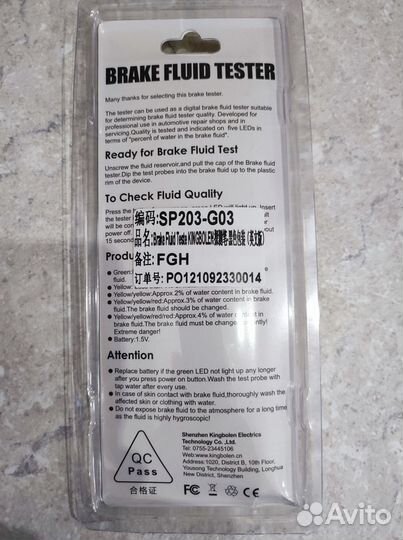 BRAKE FLUID TESTER
Many thanks for selecting this brake tester.
The tester can be used as a digital brake fluid tester suitable
for determining brake fluid tester quality. Developed for
professional use in automotive repair shops and in
servicing.Quality is tested and indicated on five LEDs in
terms of "percent of water in the brake fluid".
Ready for Brake Fluid Test
Unscrew the fluid reservoir,and pull the cap of the Brake fluid
tester.Dip the test probes into the brake fluid up to the plastic
rim of the device.
To Check Fluid Quality
Press the Insert
the tester
will be
power off.
15 second
编码:SP203-G03
品名:Brake Fluid Teste KINGBOLEN
备注:FGH
订单号:PO121092330014
Produ
Green:
Yellow:
Yellow/yellow:Approx.2% of water content in brake fluid.
Yellow/yellow/red:Approx.3% of water content in brake
fluid.The brake fluid should be changed.
Yellow/yellow/red/red:Approx.4% of water content in
brake fluid.The brake fluid must be changed currently!
Extreme danger!
Battery:1.5V.
Attention
Replace battery if the green LED not light up any longer
after you press power on button.Wash the test probe with
tap water after every use.
In case of skin contact with brake fluid,thoroughly wash the
affected skin or clothing with water.
Do not expose brake fluid to the atmosphere for a long time
as the fluid is highly hygroscopic.
QC
Pass
合格证
Shenzhen Kingbolen Electrics
Technology Co.,Ltd.
Tel: 0755-23445106
Web:www.kingbolen.cn
Address:1020, District B, 10th Floor,
Yousong Technology Building, Longhua
New District, Shenzhen
FC CE
Avito